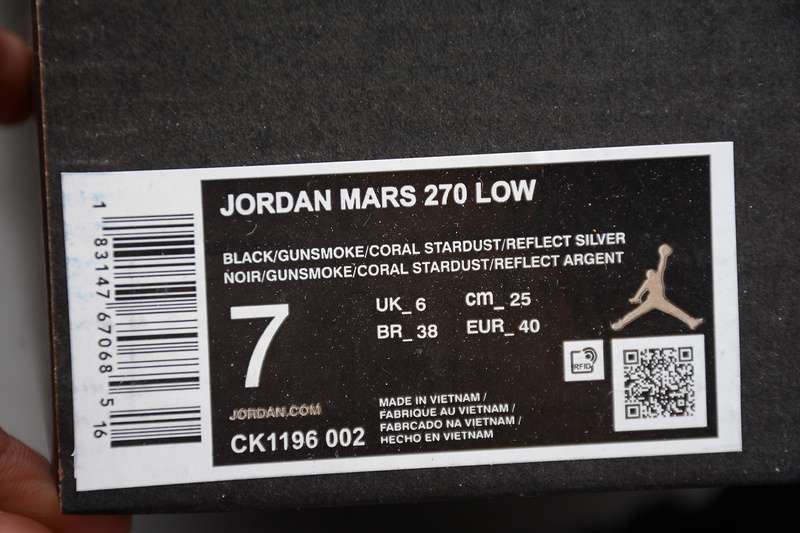 JORDAN MARS 270 LOW
BLACK/GUNSMOKE/CORAL STARDUST/REFLECT SILVER
NOIR/GUNSMOKE/CORAL STARDUST/REFLECT ARGENT
7
UK_ 6
cm_ 25
BR_ 38
EUR_ 40
RFID
JORDAN.COM
CK1196 002
MADE IN VIETNAM /
FABRIQUE AU VIETNAM /
FABRCADO NA VIETNAM /
HECHO EN VIETNAM
1 83147 67068 5 16